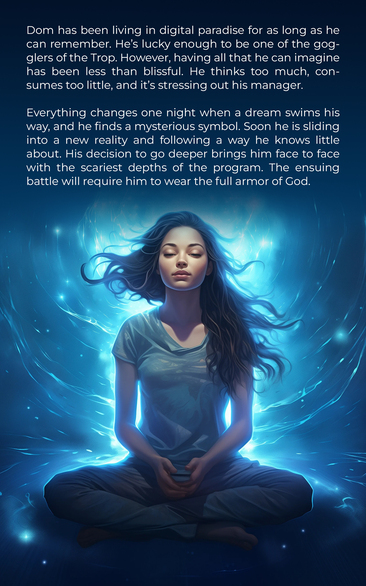 Dom has been living in digital paradise for as long as he
can remember. He's lucky enough to be one of the gog-
glers of the Trop. However, having all that he can imagine
has been less than blissful. He thinks too much, con-
sumes too little, and it's stressing out his manager.
Everything changes one night when a dream swims his
way, and he finds a mysterious symbol. Soon he is sliding
into a new reality and following a way he knows little
about. His decision to go deeper brings him face to face
with the scariest depths of the program. The ensuing
battle will require him to wear the full armor of God.